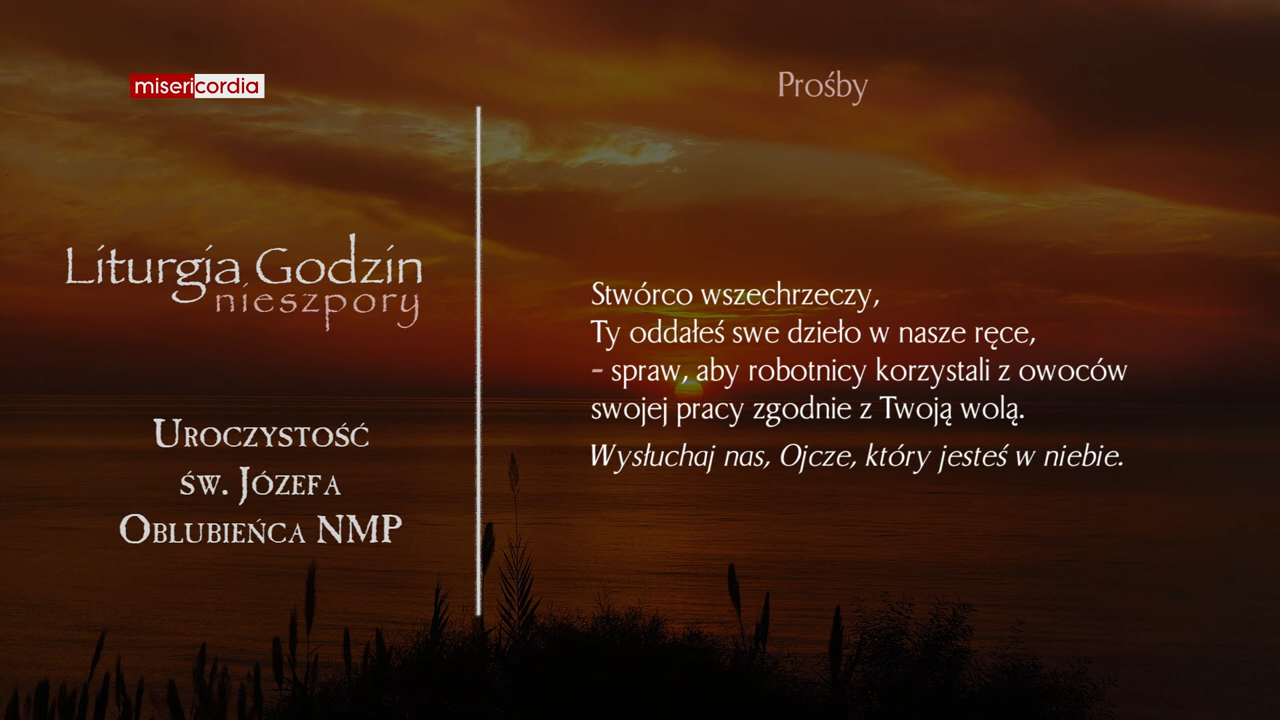 misericordia
Prośby
Liturgia Godzin
nieszpory
Uroczystość
św. Józefa
Oblubieńca NMP
Stwórco wszechrzeczy,
Ty oddałeś swe dzieło w nasze ręce,
- spraw, aby robotnicy korzystali z owoców
swojej pracy zgodnie z Twoją wolą.
Wysłuchaj nas, Ojcze, który jesteś w niebie.